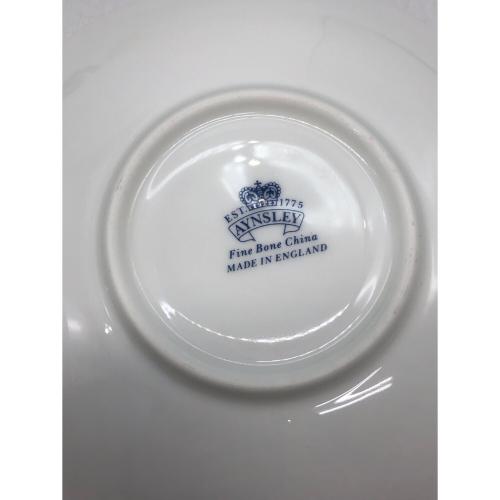 EST. 1775
AYNSLEY
Fine Bone China
MADE IN ENGLAND